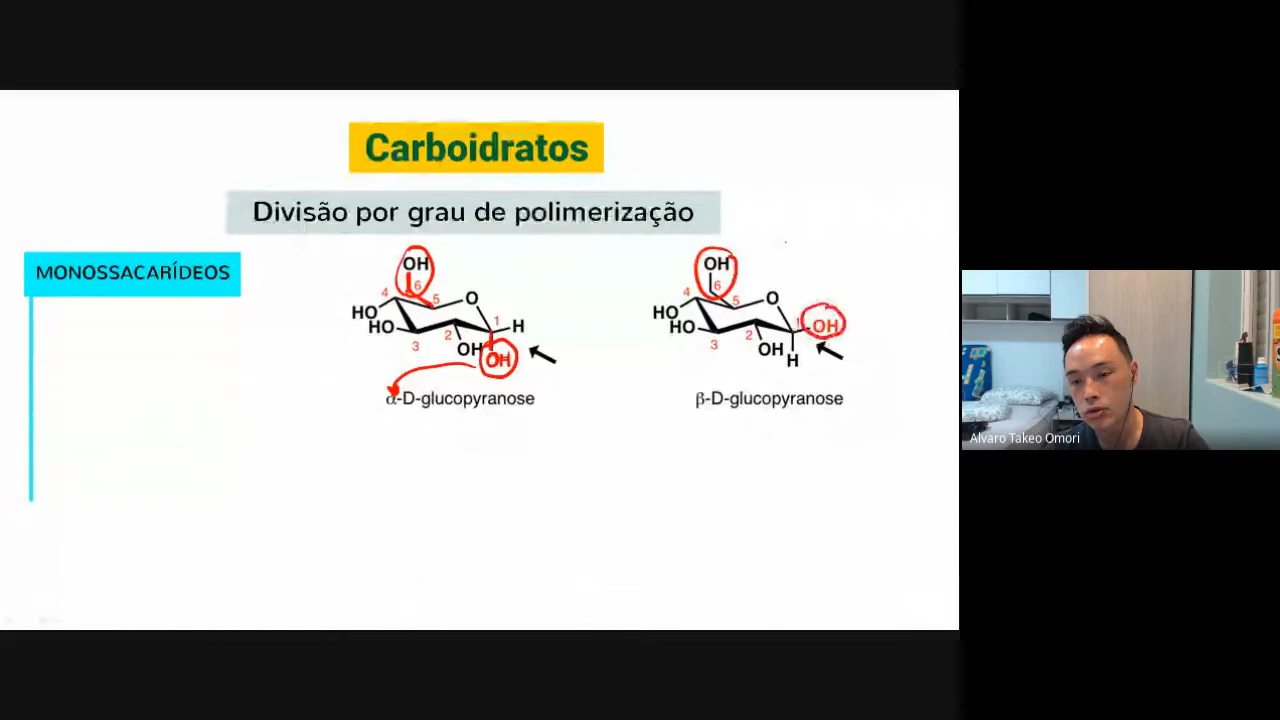 Carboidratos
Divisão por grau de polimerização
MONOSSACARÍDEOS
OH
6
4
5
O
HO
HO
1
H
2
3
OH
OH
α-D-glucopyranose
OH
6
4
5
O
HO
HO
1
OH
2
3
OH
H
β-D-glucopyranose
Alvaro Takeo Omori